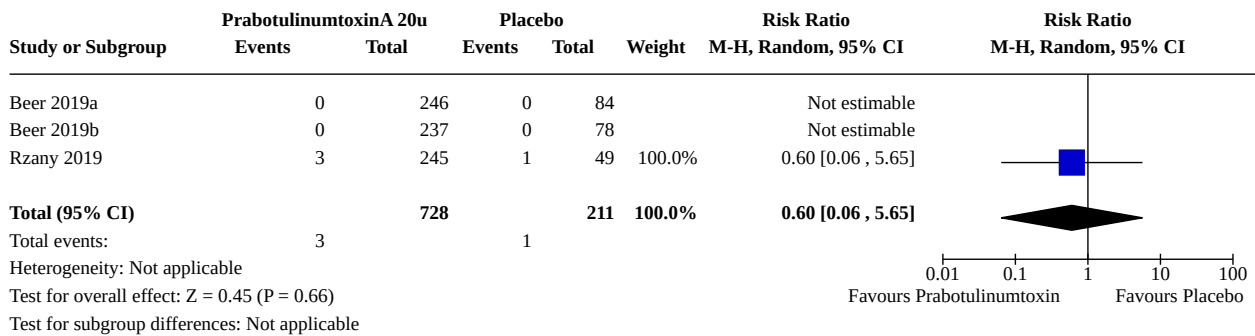 PrabotulinumtoxinA 20u Placebo Risk Ratio Risk Ratio
Study or Subgroup Events Total Events Total Weight M-H, Random, 95% CI M-H, Random, 95% CI
Beer 2019a 0 246 0 84 Not estimable
Beer 2019b 0 237 0 78 Not estimable
Rzany 2019 3 245 1 49 100.0% 0.60 [0.06 , 5.65]
Total (95% CI) 728 211 100.0% 0.60 [0.06 , 5.65]
Total events: 3 1
Heterogeneity: Not applicable
0.01 0.1 1 10 100
Test for overall effect: Z = 0.45 (P = 0.66) Favours Prabotulinumtoxin Favours Placebo
Test for subgroup differences: Not applicable